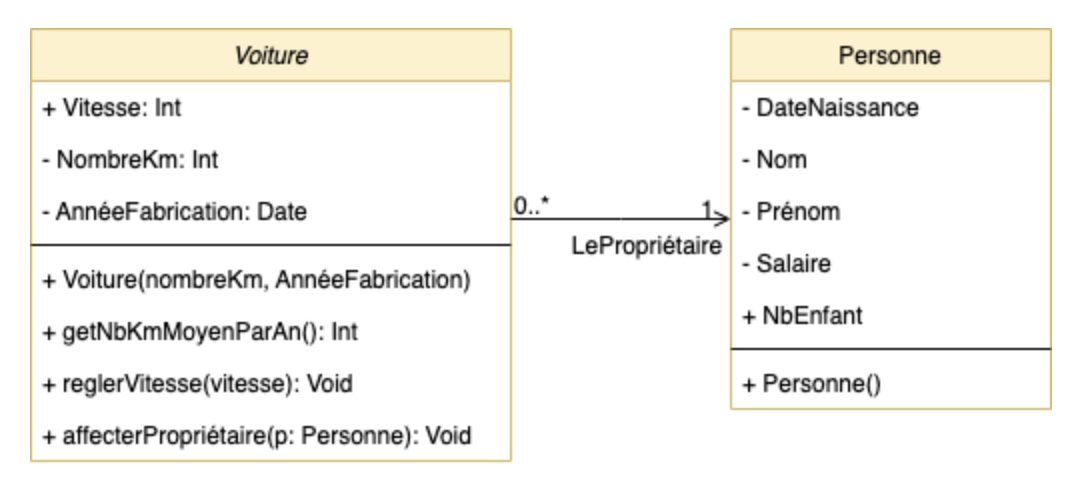 Voiture
+ Vitesse: Int
- NombreKm: Int
- AnnéeFabrication: Date
+ Voiture(nombreKm, AnnéeFabrication)
+ getNbKmMoyenParAn(): Int
+ reglerVitesse(vitesse): Void
+ affecterPropriétaire(p: Personne): Void
0..*
1
LePropriétaire
Personne
- DateNaissance
- Nom
- Prénom
- Salaire
+ NbEnfant
+ Personne()